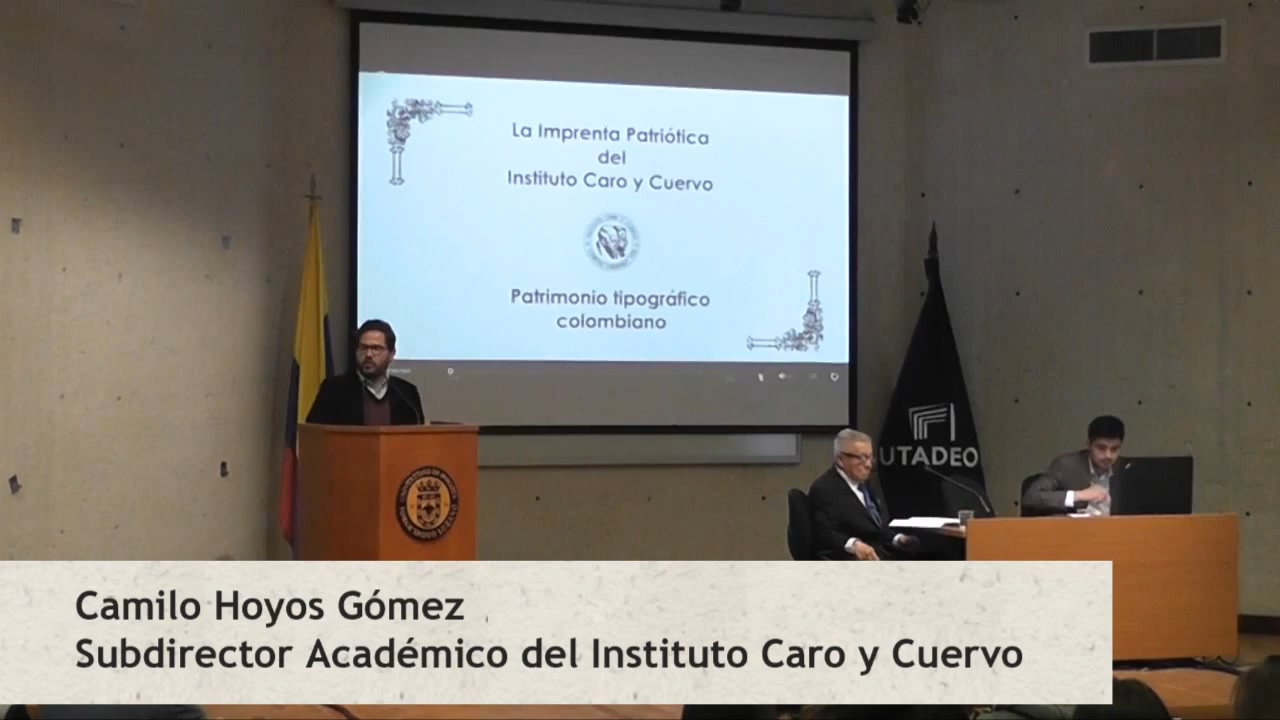 La Imprenta Patriótica
del
Instituto Caro y Cuervo
Patrimonio tipográfico
colombiano
UTADEO
Camilo Hoyos Gómez
Subdirector Académico del Instituto Caro y Cuervo